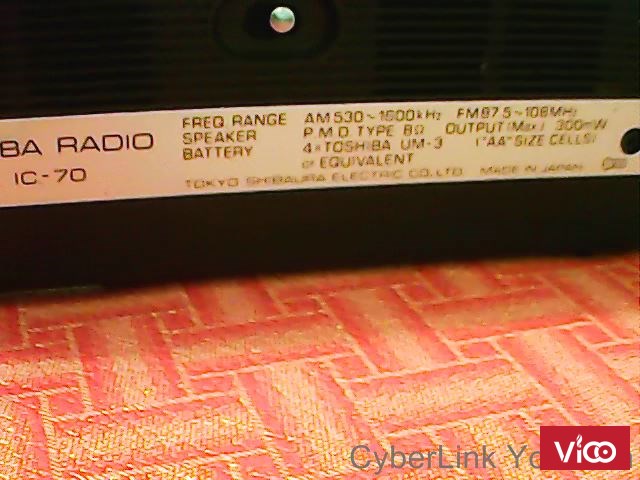 BA RADIO
IC-70
FREQ. RANGE AM 530~1600kHz FM 87.5~108MHz
SPEAKER P.M.D. TYPE 8Ω OUTPUT (Max.) 300mW
BATTERY 4×TOSHIBA UM-3 ("AA" SIZE CELLS)
or EQUIVALENT
TOKYO SHIBAURA ELECTRIC CO., LTD. MADE IN JAPAN
CyberLink Yo
vico